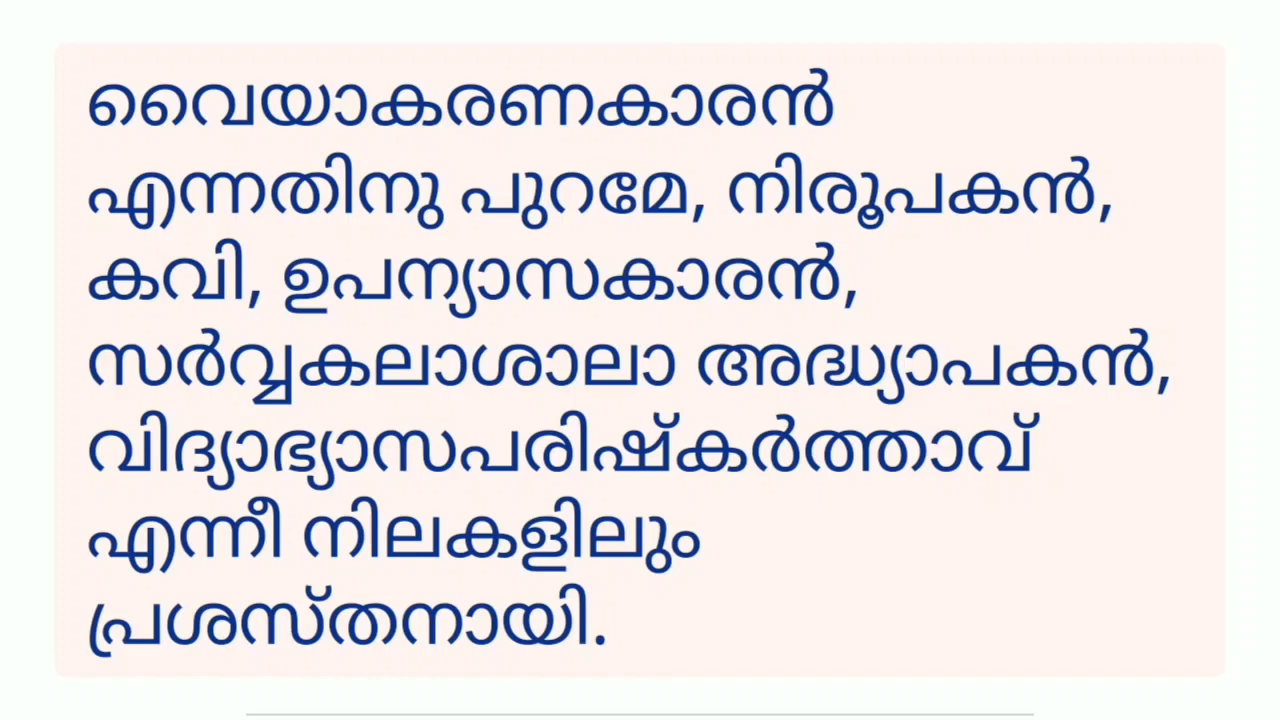 വൈയാകരണകാരൻ
എന്നതിനു പുറമേ, നിരൂപകൻ,
കവി, ഉപന്യാസകാരൻ,
സർവ്വകലാശാലാ അദ്ധ്യാപകൻ,
വിദ്യാഭ്യാസപരിഷ്കർത്താവ്
എന്നീ നിലകളിലും
പ്രശസ്തനായി.